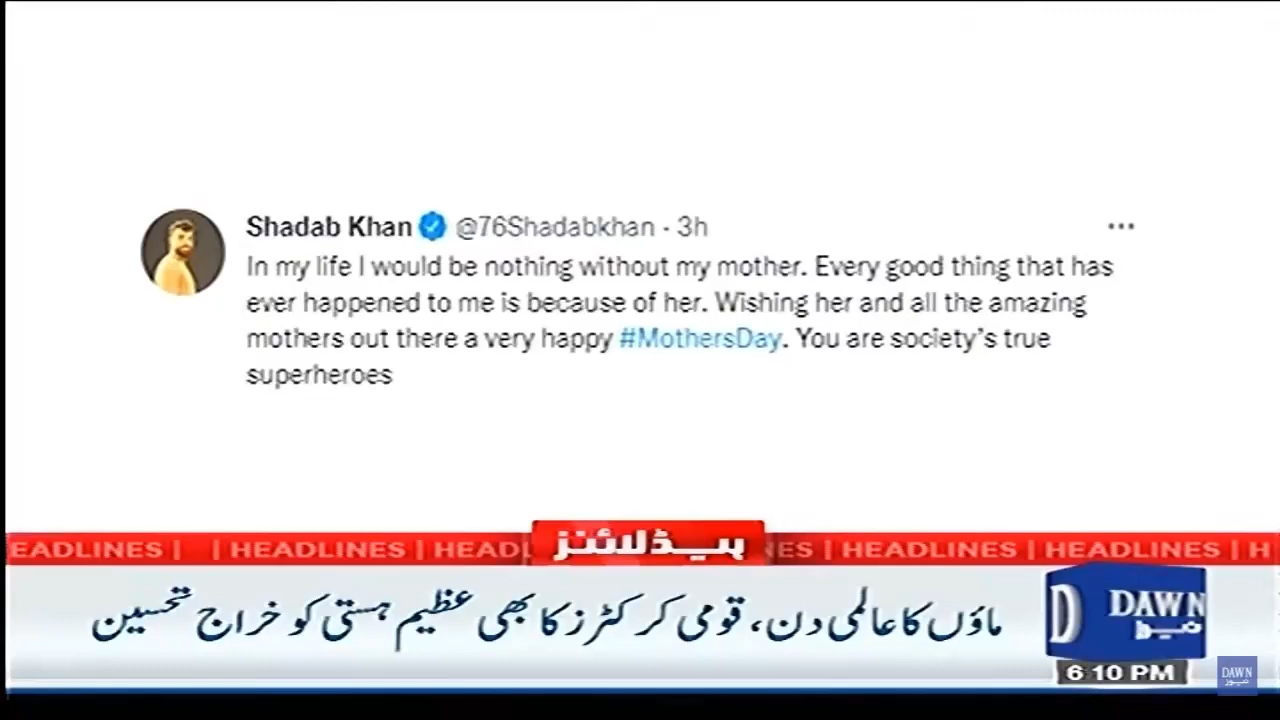 Shadab Khan @76Shadabkhan · 3h
In my life I would be nothing without my mother. Every good thing that has
ever happened to me is because of her. Wishing her and all the amazing
mothers out there a very happy #MothersDay. You are society's true
superheroes
ہیڈلائنز
EADLINES | | HEADLINES | HEADL NES | HEADLINES | HEADLINES | H
ماؤں کا عالمی دن، قومی کرکٹرز کا بھی عظیم ہستی کو خراج تحسین
DAWN
نیوز
6:10 PM
DAWN
نیوز